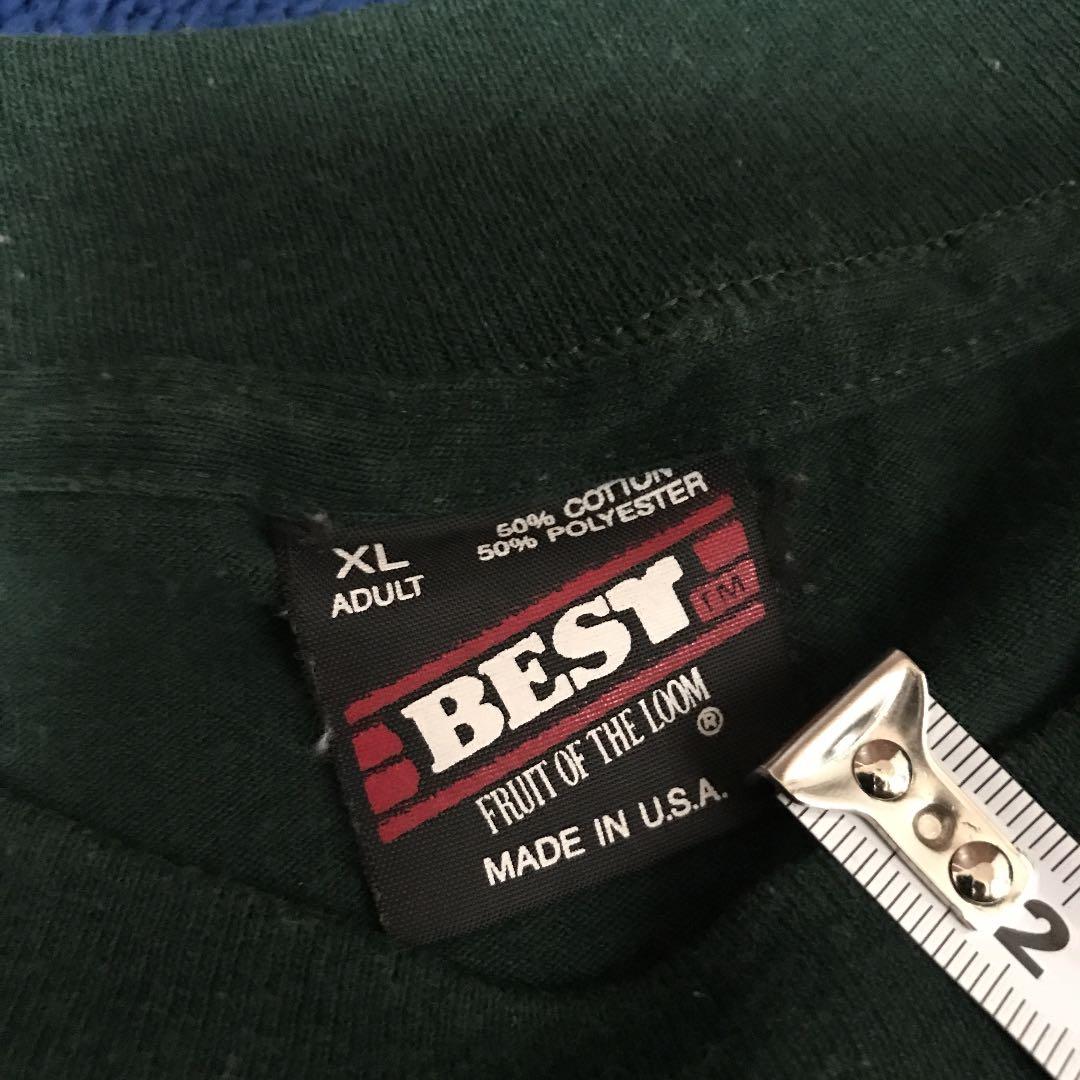 XL
ADULT
50% COTTON
50% POLYESTER
BEST TM
FRUIT OF THE LOOM ®
MADE IN U.S.A.
2